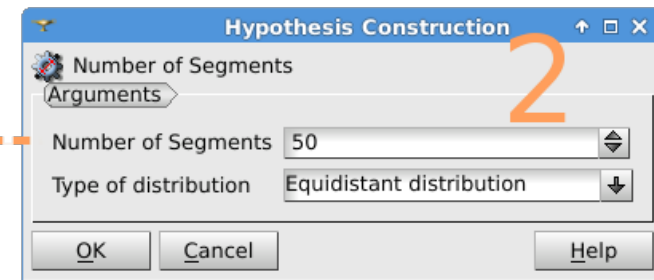 Hypothesis Construction
2
Number of Segments
Arguments
Number of Segments 50
Type of distribution Equidistant distribution
OK Cancel Help